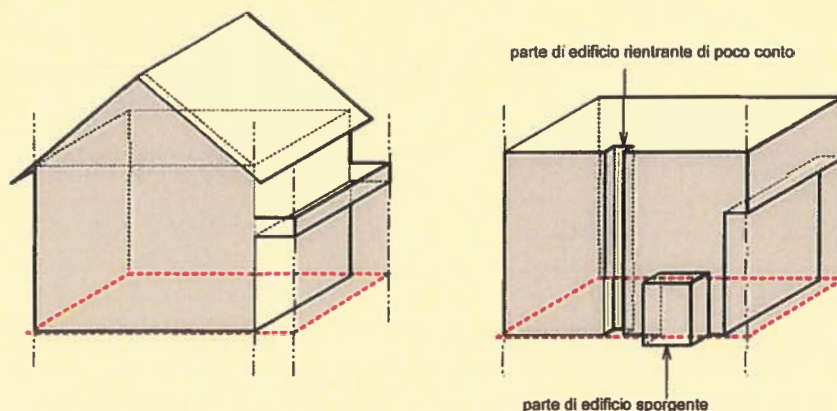 parte di edificio rientrante di poco conto
parte di edificio sporgente